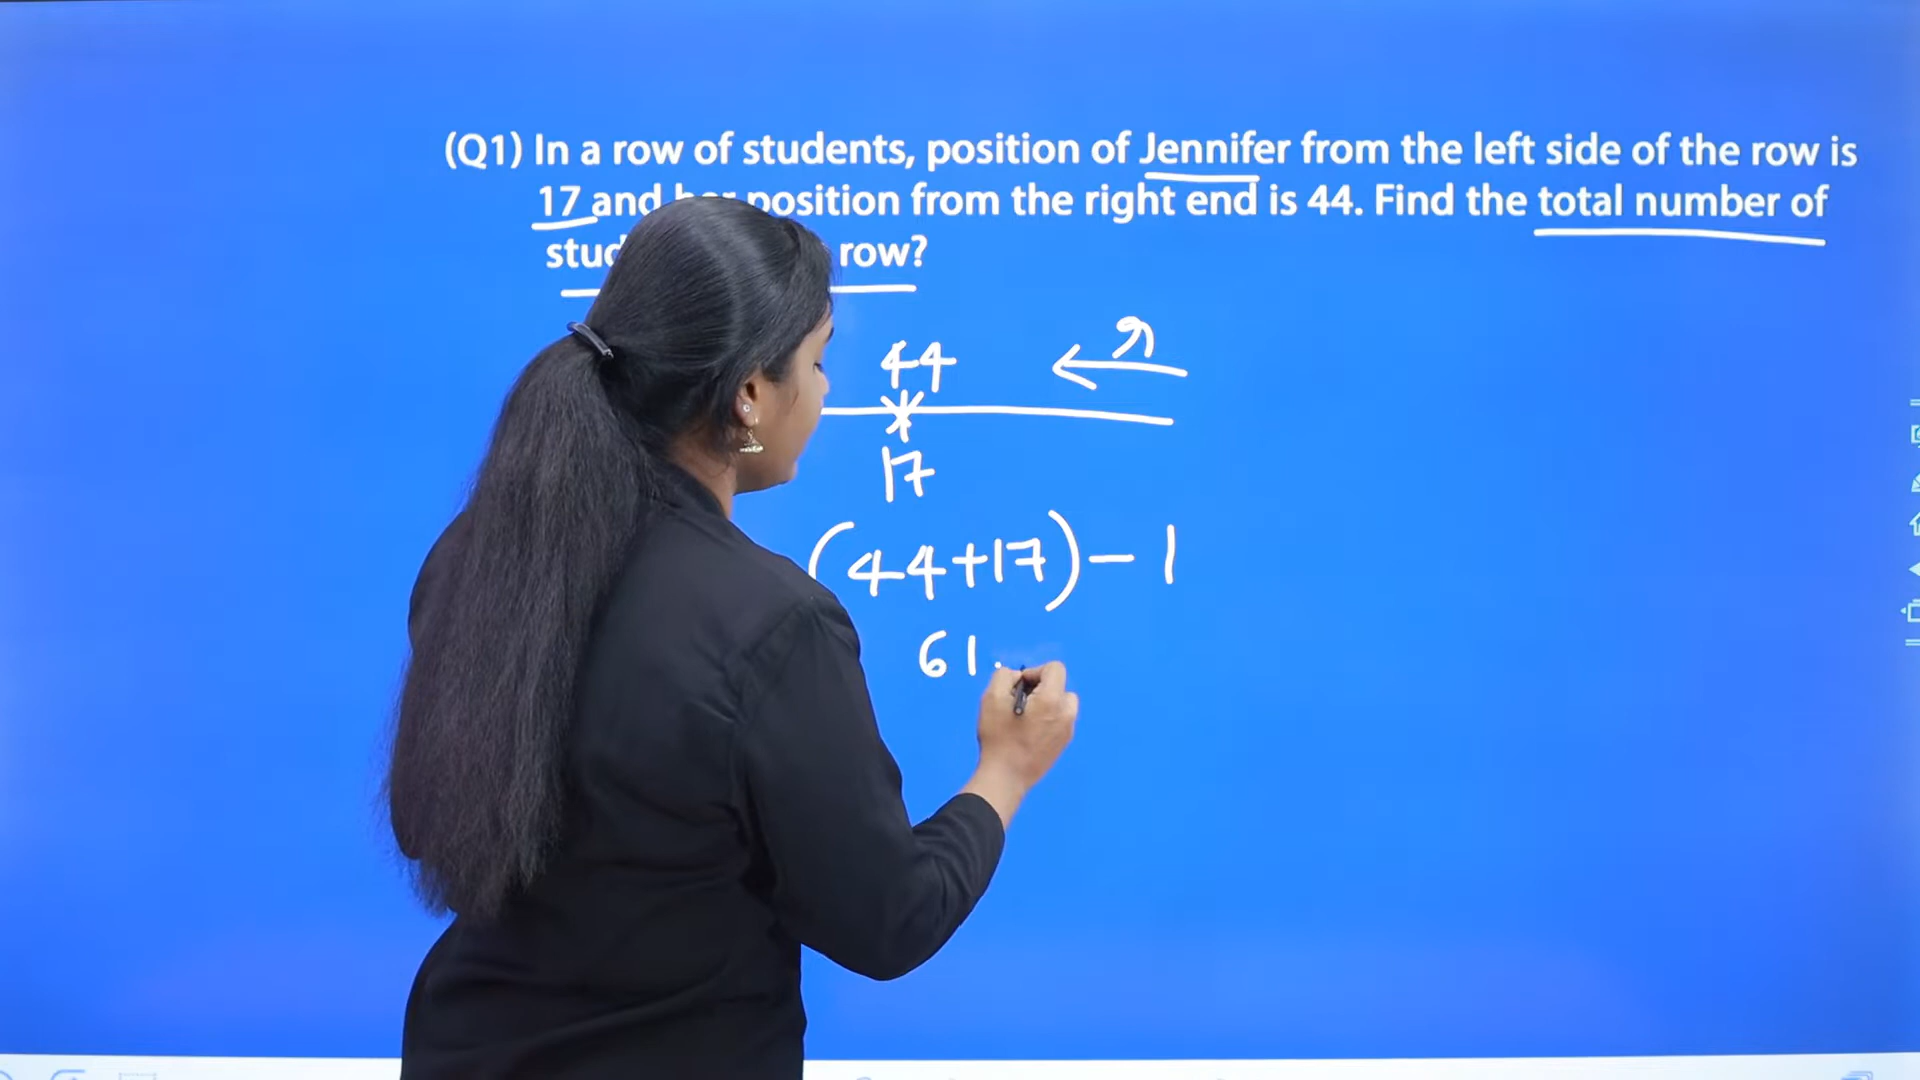 (Q1) In a row of students, position of Jennifer from the left side of the row is
17 and her position from the right end is 44. Find the total number of
row?
44
17
(44+17)-1
61